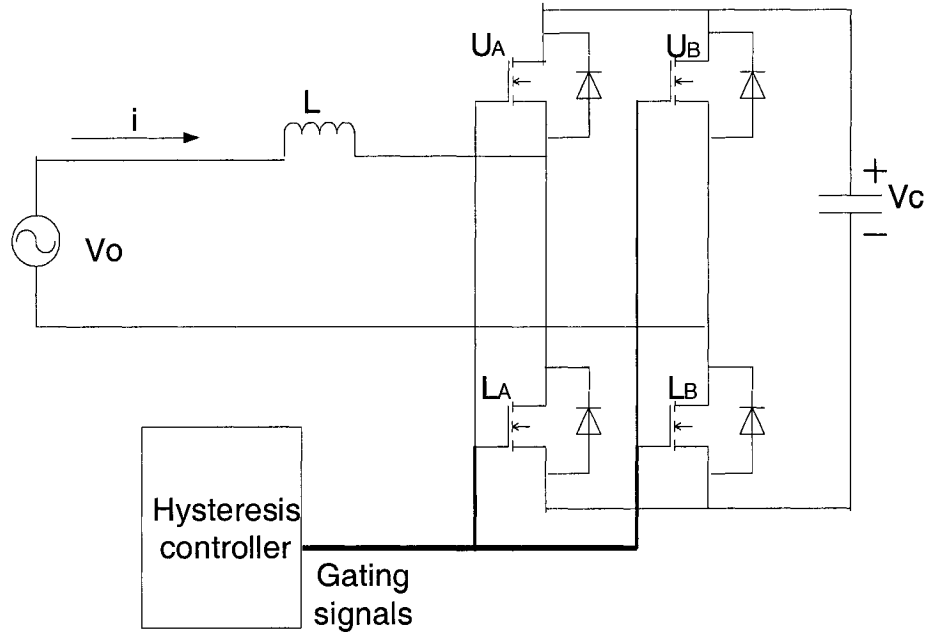 UA
UB
i
L
+
Vc
−
Vo
LA
LB
Hysteresis
controller
Gating
signals